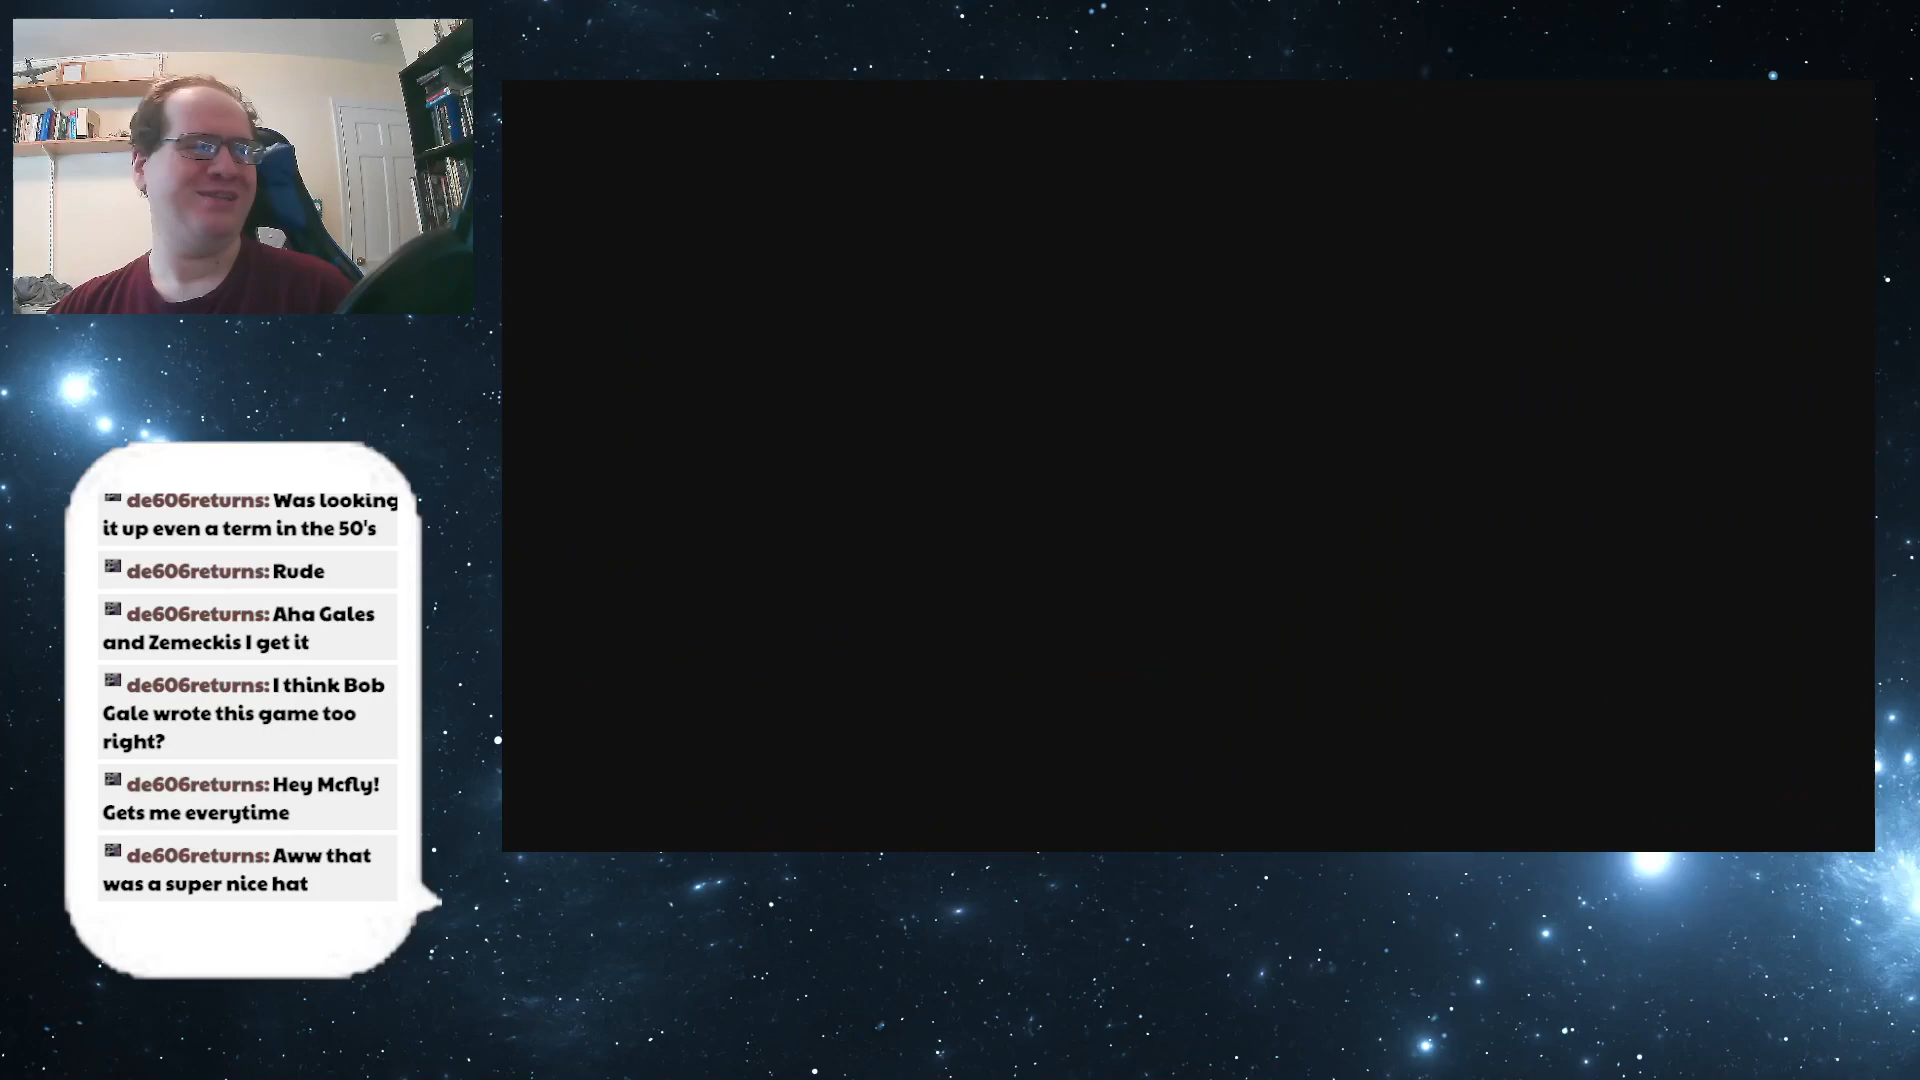 de606returns: Was looking
it up even a term in the 50's
de606returns: Rude
de606returns: Aha Gales
and Zemeckis I get it
de606returns: I think Bob
Gale wrote this game too
right?
de606returns: Hey Mcfly!
Gets me everytime
de606returns: Aww that
was a super nice hat